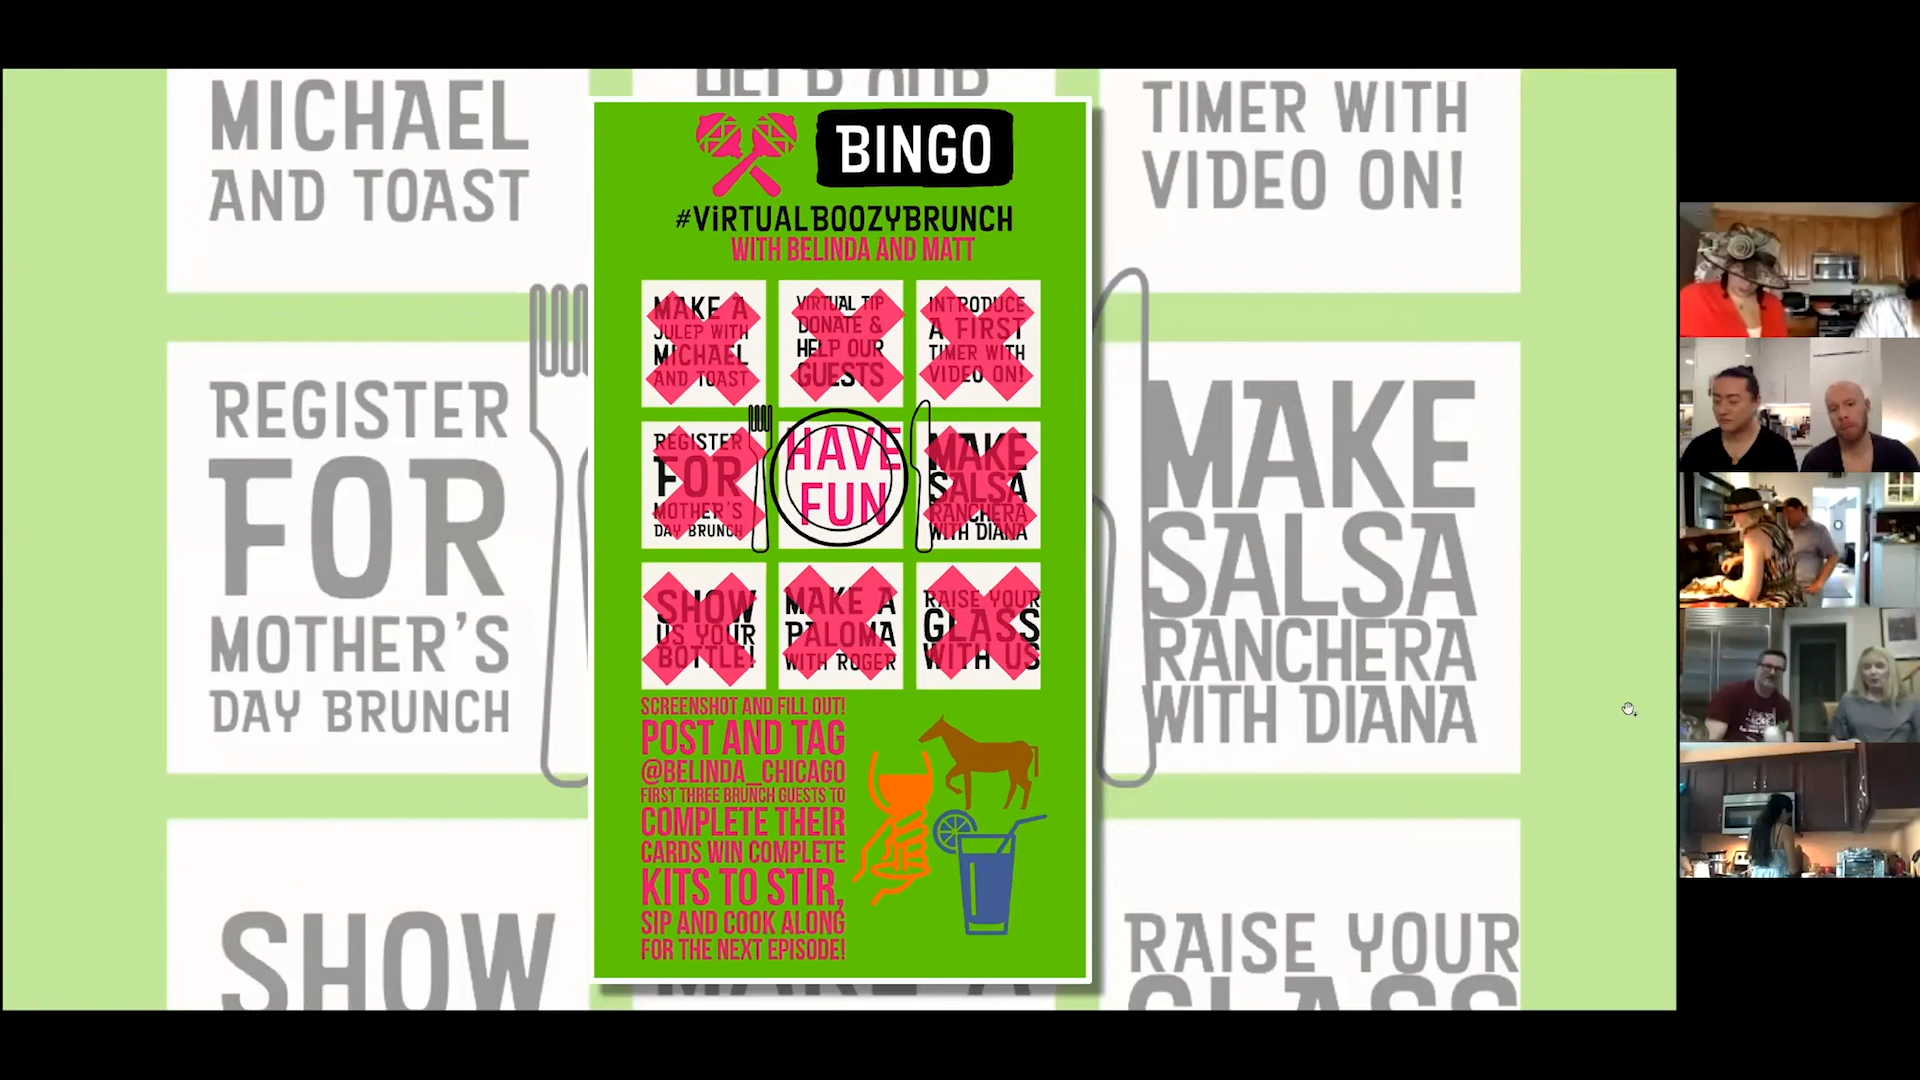 HELP OUR
MICHAEL
AND TOAST
TIMER WITH
VIDEO ON!
BINGO
#ViRTUALBOOZYBRUNCH
WITH BELINDA AND MATT
MAKE A
JULEP WITH
MICHAEL
AND TOAST
VIRTUAL TIP
DONATE &
HELP OUR
GUESTS
INTRODUCE
A FIRST
TIMER WITH
VIDEO ON!
REGISTER
FOR
MOTHER'S
DAY BRUNCH
HAVE
FUN
MAKE
SALSA
RANCHERA
WITH DIANA
SHOW
US YOUR
BOTTLE!
MAKE A
PALOMA
WITH ROGER
RAISE YOUR
GLASS
WITH US
SCREENSHOT AND FILL OUT!
POST AND TAG
@BELINDA_CHICAGO
FIRST THREE BRUNCH GUESTS TO
COMPLETE THEIR
CARDS WIN COMPLETE
KITS TO STIR,
SIP AND COOK ALONG
FOR THE NEXT EPISODE!
REGISTER
FOR
MOTHER'S
DAY BRUNCH
MAKE
SALSA
RANCHERA
WITH DIANA
SHOW
MAKE A
RAISE YOUR
GLASS